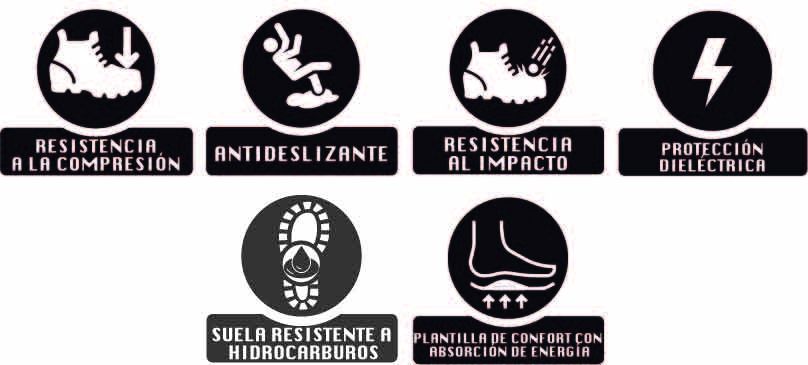 RESISTENCIA
A LA COMPRESIÓN
ANTIDESLIZANTE
RESISTENCIA
AL IMPACTO
PROTECCIÓN
DIELÉCTRICA
SUELA RESISTENTE A
HIDROCARBUROS
PLANTILLA DE CONFORT CON
ABSORCIÓN DE ENERGÍA